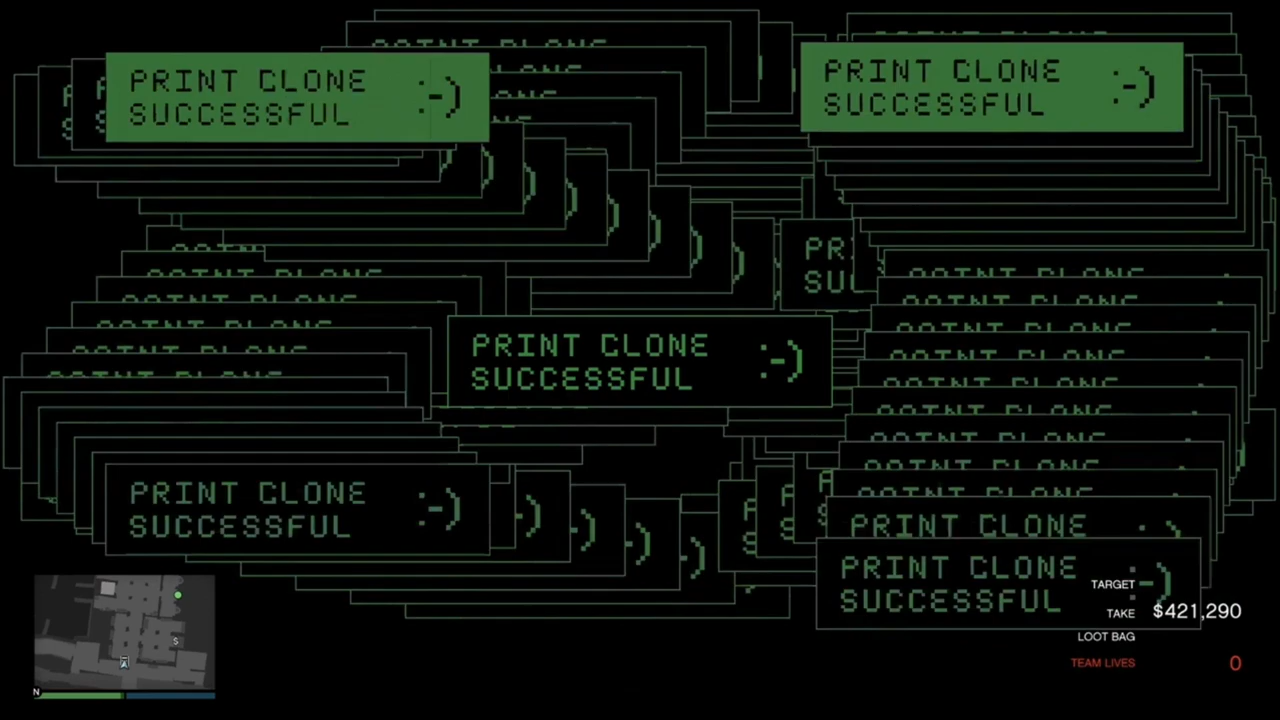 PRINT CLONE
SUCCESSFUL :-)
PRINT CLONE
SUCCESSFUL :-)
PRINT CLONE
SUCCESSFUL :-)
PRINT CLONE
SUCCESSFUL :-)
PRINT CLONE
PRINT CLONE
SUCCESSFUL :-)
TARGET
TAKE $421,290
LOOT BAG
TEAM LIVES 0
S
N